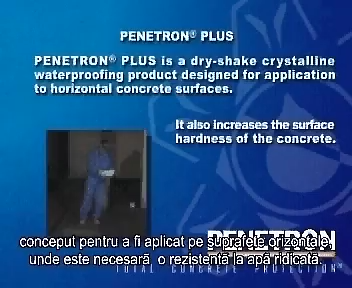 PENETRON® PLUS
PENETRON® PLUS is a dry-shake crystalline
waterproofing product designed for application
to horizontal concrete surfaces.
It also increases the surface
hardness of the concrete.
PENETRON
TOTAL CONCRETE PROTECTION
conceput pentru a fi aplicat pe suprafeţe orizontale,
unde este necesară o rezistenţă la apă ridicată